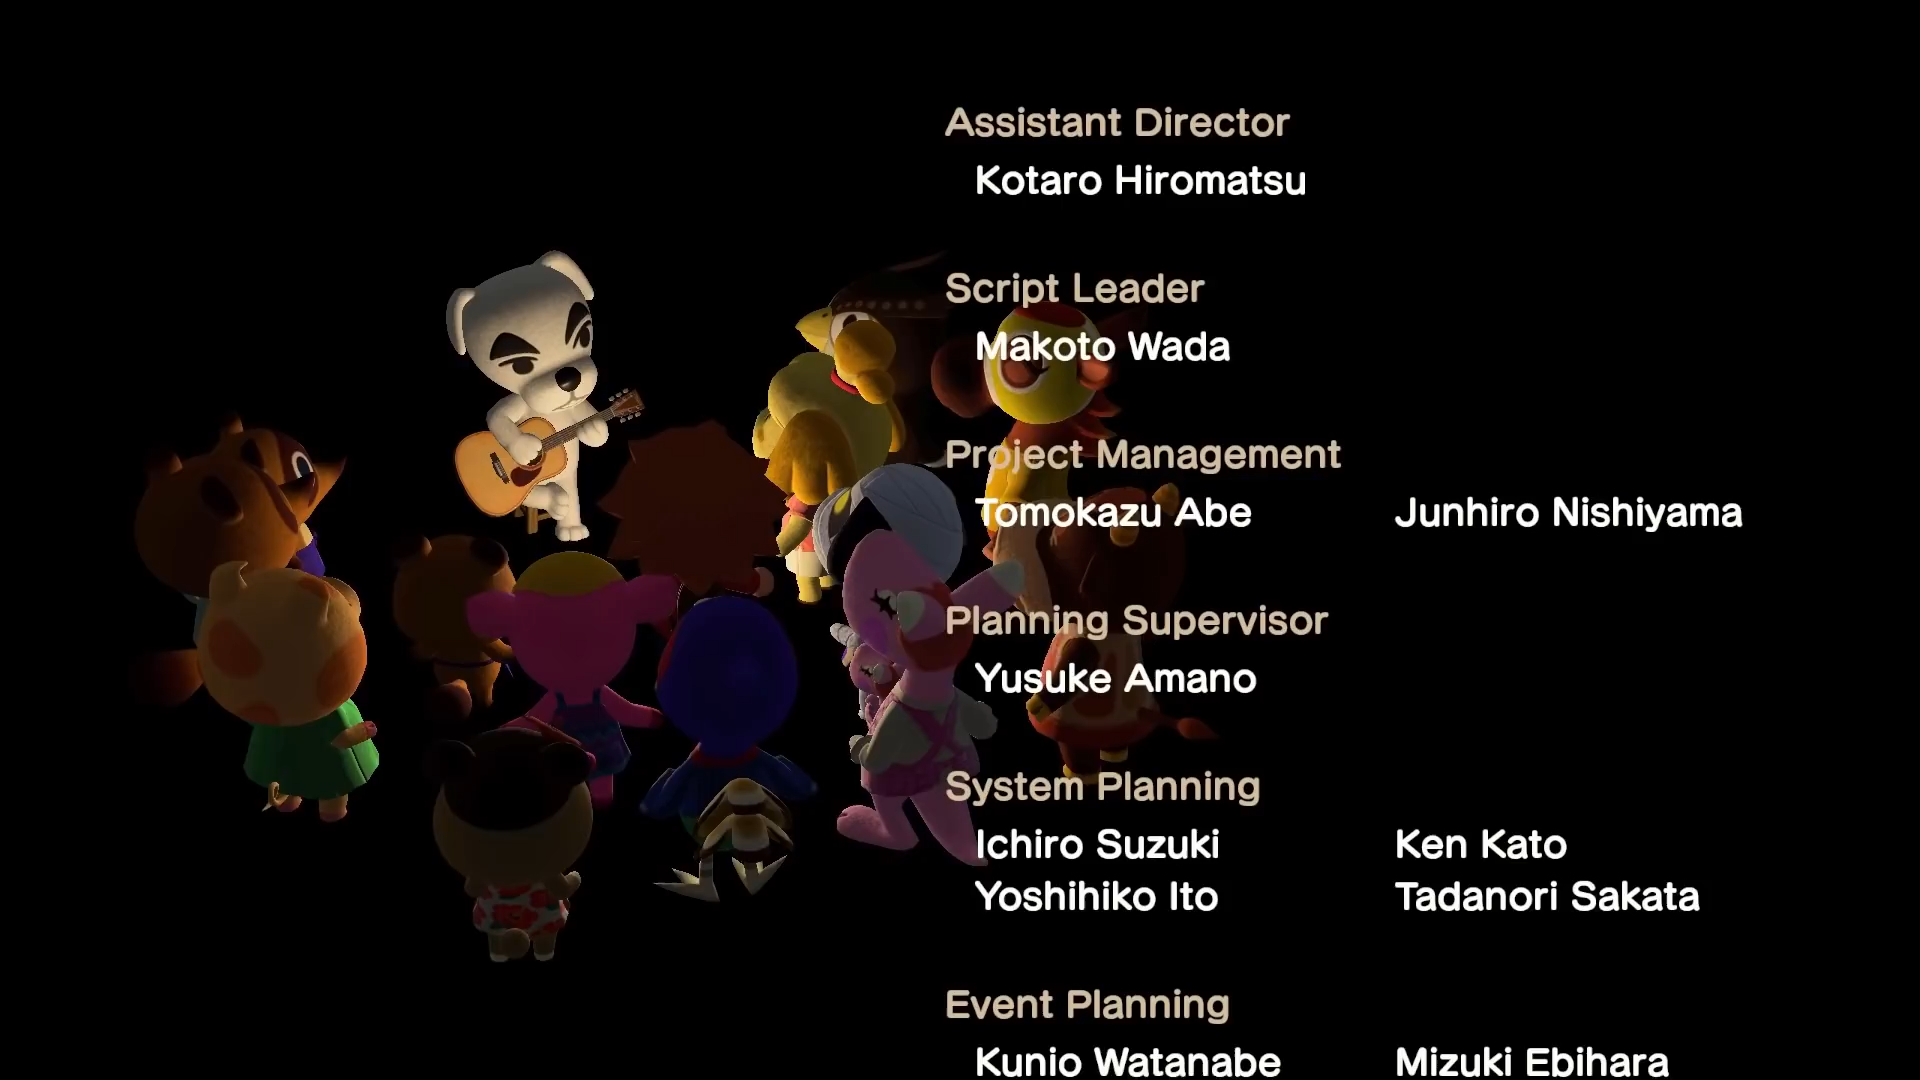 Assistant Director
Kotaro Hiromatsu
Script Leader
Makoto Wada
Project Management
Tomokazu Abe Junhiro Nishiyama
Planning Supervisor
Yusuke Amano
System Planning
Ichiro Suzuki Ken Kato
Yoshihiko Ito Tadanori Sakata
Event Planning
Kunio Watanabe Mizuki Ebihara